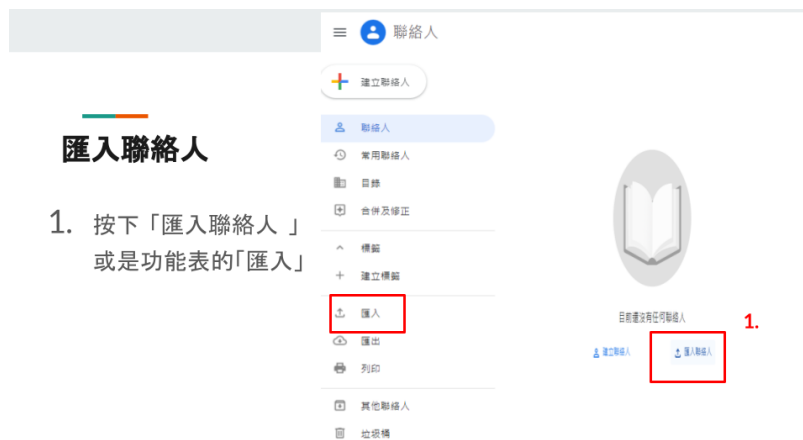 匯入聯絡人
1. 按下「匯入聯絡人 」
或是功能表的「匯入」
聯絡人
建立聯絡人
聯絡人
常用聯絡人
目錄
合併及修正
標籤
建立標籤
匯入
匯出
列印
其他聯絡人
垃圾桶
目前還沒有任何聯絡人
1.
建立聯絡人
匯入聯絡人